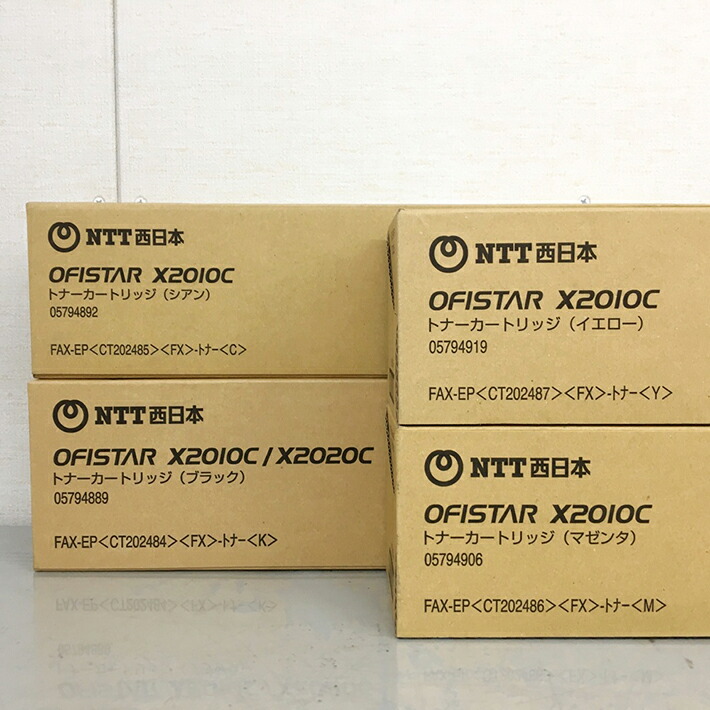 NTT西日本
OFISTAR X2010C
トナーカートリッジ（シアン）
05794892
FAX-EP<CT202485><FX>-ﾄﾅｰ<C>
NTT西日本
OFISTAR X2010C/X2020C
トナーカートリッジ（ブラック）
05794889
FAX-EP<CT202484><FX>-ﾄﾅｰ<K>
NTT西日本
OFISTAR X2010C
トナーカートリッジ（イエロー）
05794919
FAX-EP<CT202487><FX>-ﾄﾅｰ<Y>
NTT西日本
OFISTAR X2010C
トナーカートリッジ（マゼンタ）
05794906
FAX-EP<CT202486><FX>-ﾄﾅｰ<M>